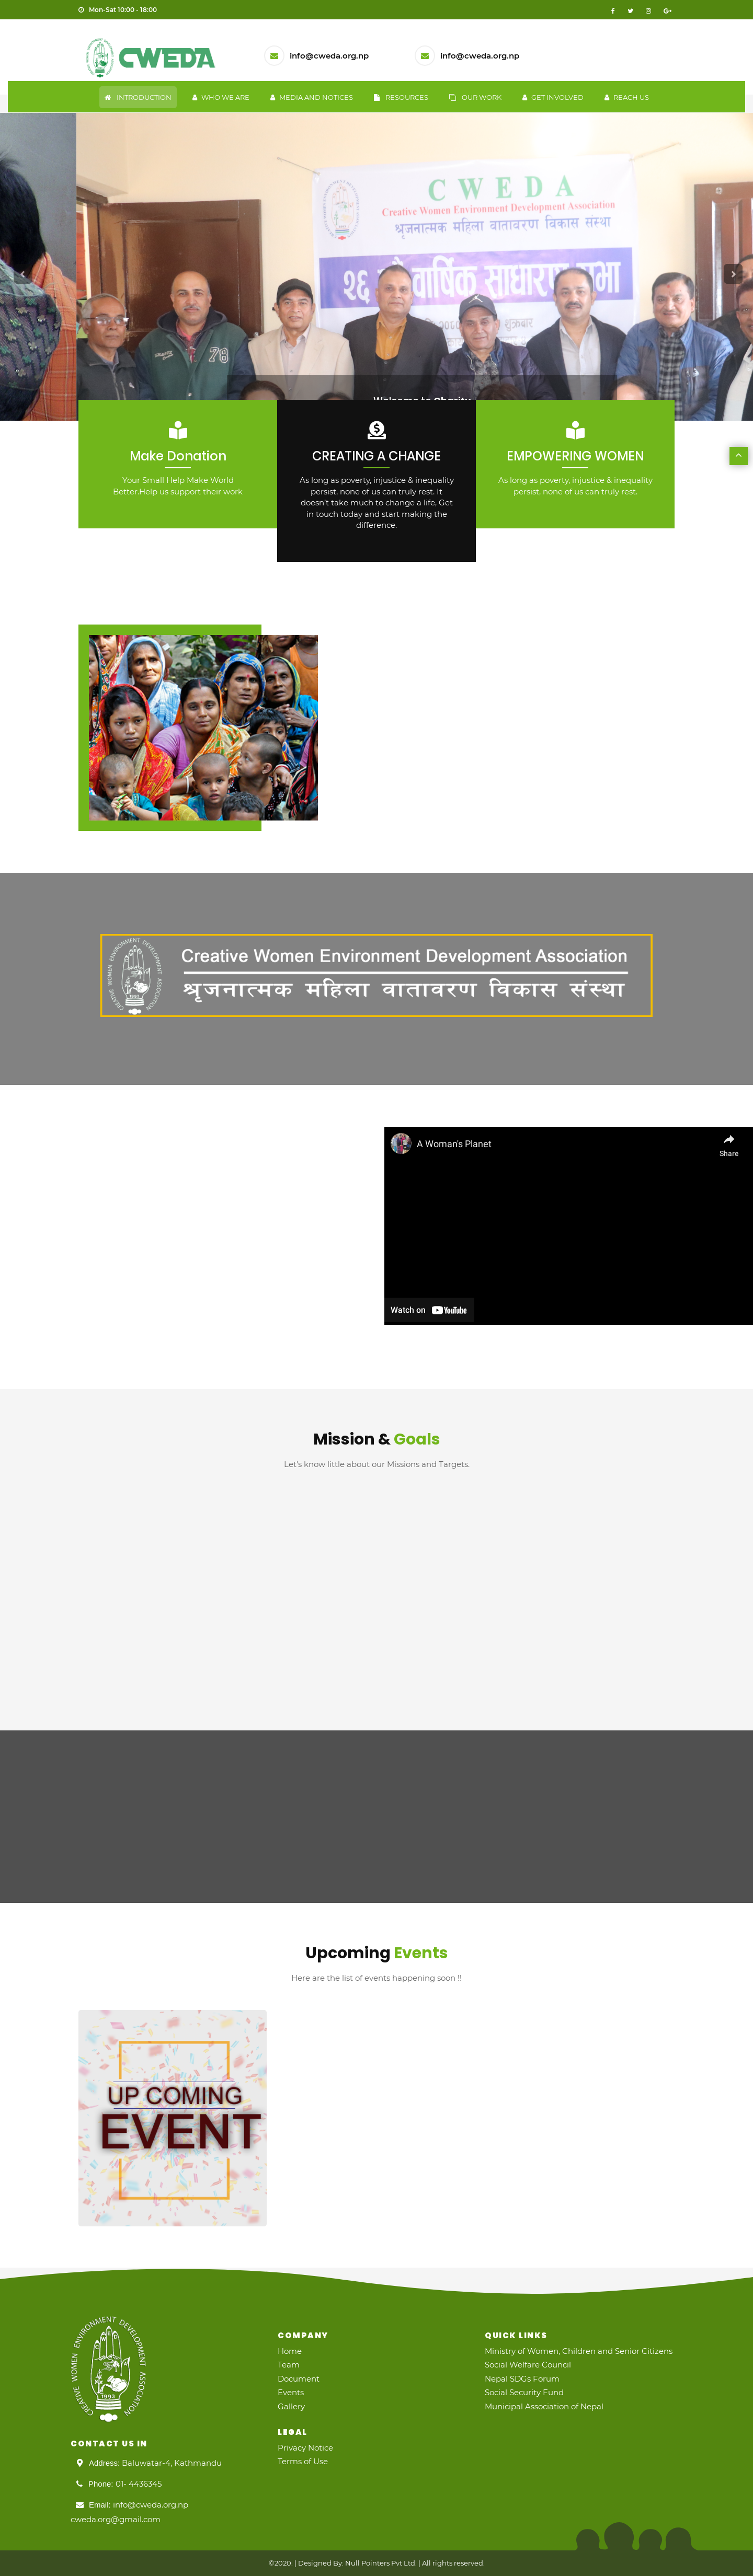 Mon-Sat 10:00 - 18:00
CWEDA
info@cweda.org.np
info@cweda.org.np
INTRODUCTION
WHO WE ARE
MEDIA AND NOTICES
RESOURCES
OUR WORK
GET INVOLVED
REACH US
CWEDA
Creative Women Environment Development Association
श्रृजनात्मक महिला वातावरण विकास संस्था
२६ औं वार्षिक साधारण सभा
78
Welcome to Charity
Make Donation
Your Small Help Make World
Better.Help us support their work
CREATING A CHANGE
As long as poverty, injustice & inequality
persist, none of us can truly rest. It
doesn't take much to change a life, Get
in touch today and start making the
difference.
EMPOWERING WOMEN
As long as poverty, injustice & inequality
persist, none of us can truly rest.
CREATIVE WOMEN ENVIRONMENT DEVELOPMENT ASSOCIATION
Creative Women Environment Development Association
श्रृजनात्मक महिला वातावरण विकास संस्था
A Woman's Planet
Share
Watch on YouTube
Mission & Goals
Let's know little about our Missions and Targets.
Upcoming Events
Here are the list of events happening soon !!
UP COMING
EVENT
CREATIVE WOMEN ENVIRONMENT DEVELOPMENT ASSOCIATION
1993
CONTACT US IN
Address: Baluwatar-4, Kathmandu
Phone: 01- 4436345
Email: info@cweda.org.np
cweda.org@gmail.com
COMPANY
Home
Team
Document
Events
Gallery
LEGAL
Privacy Notice
Terms of Use
QUICK LINKS
Ministry of Women, Children and Senior Citizens
Social Welfare Council
Nepal SDGs Forum
Social Security Fund
Municipal Association of Nepal
©2020. | Designed By: Null Pointers Pvt.Ltd. | All rights reserved.